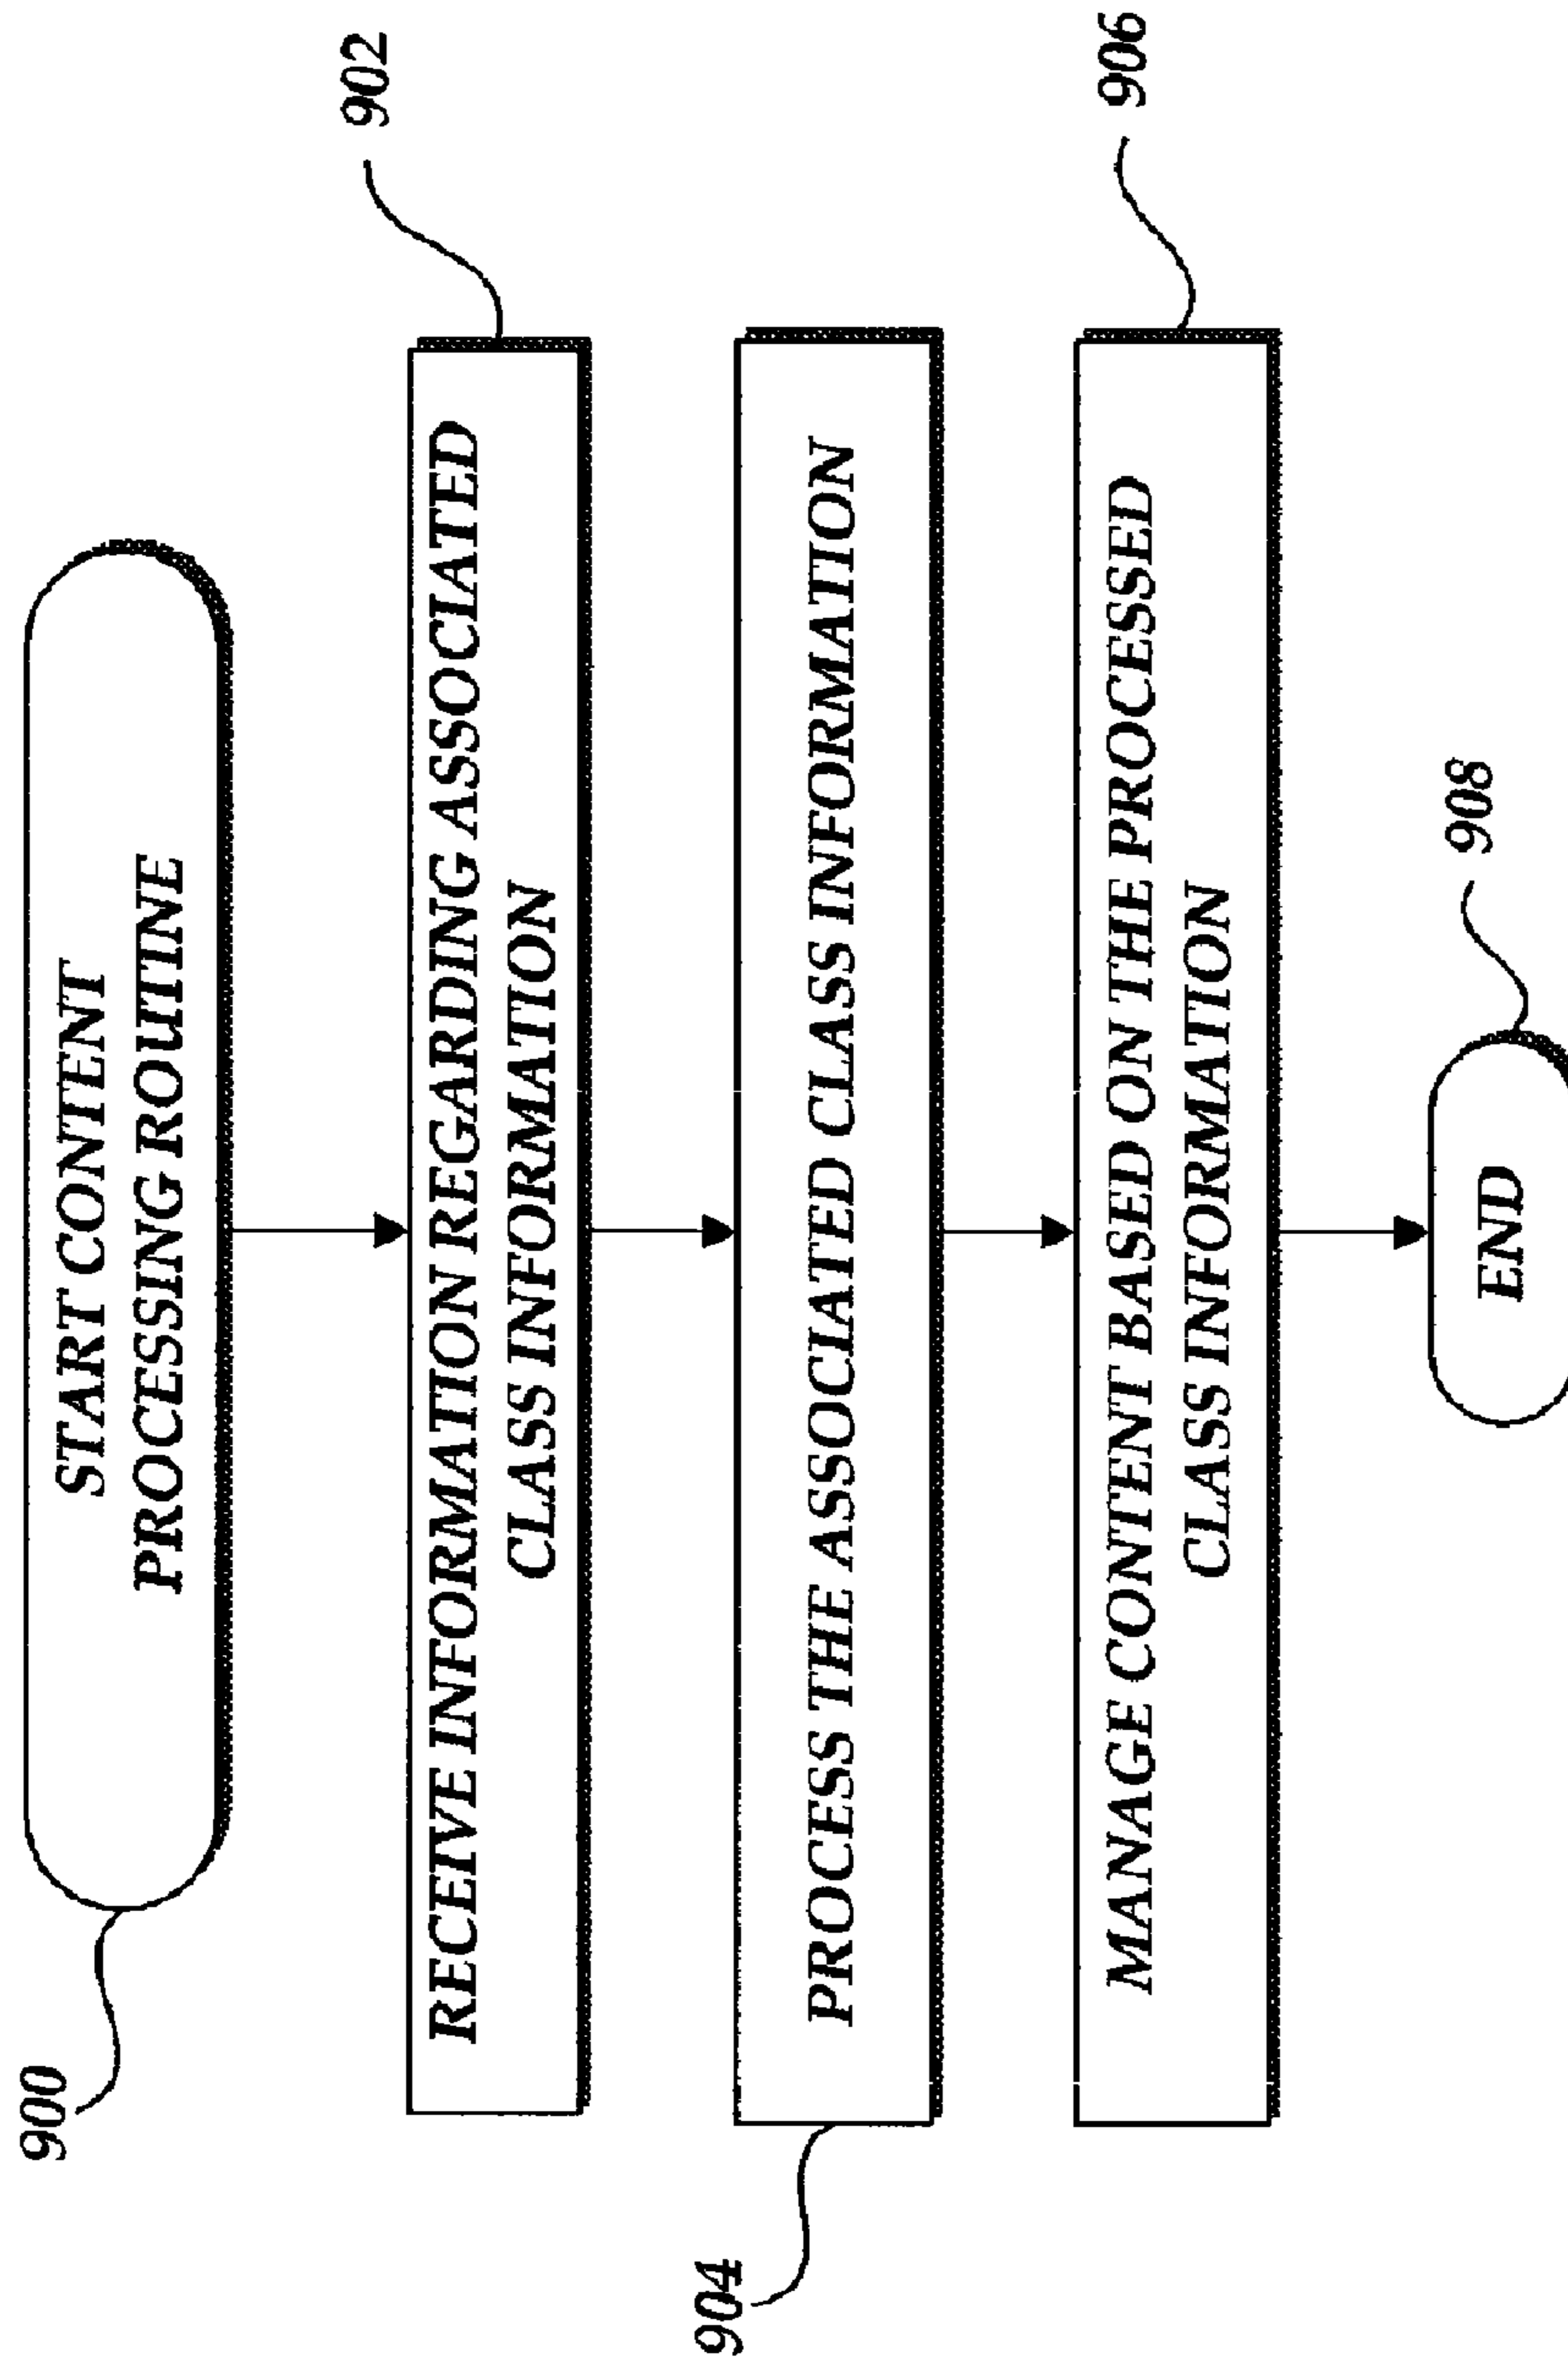 900
START CONTENT
PROCESSING ROUTINE
902
RECEIVE INFORMATION REGARDING ASSOCIATED
CLASS INFORMATION
904
PROCESS THE ASSOCIATED CLASS INFORMATION
906
MANAGE CONTENT BASED ON THE PROCESSED
CLASS INFORMATION
908
END